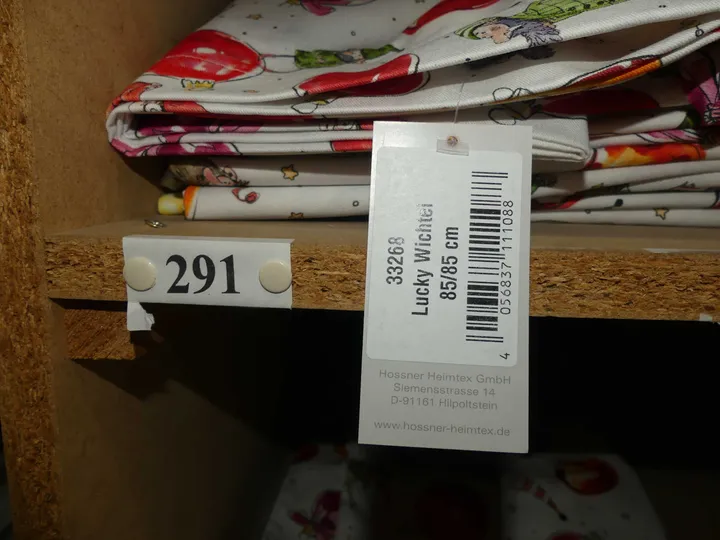 291
33268
Lucky Wichtel
85/85 cm
4 056837 111088
Hossner Heimtex GmbH
Siemensstrasse 14
D-91161 Hilpoltstein
www.hossner-heimtex.de